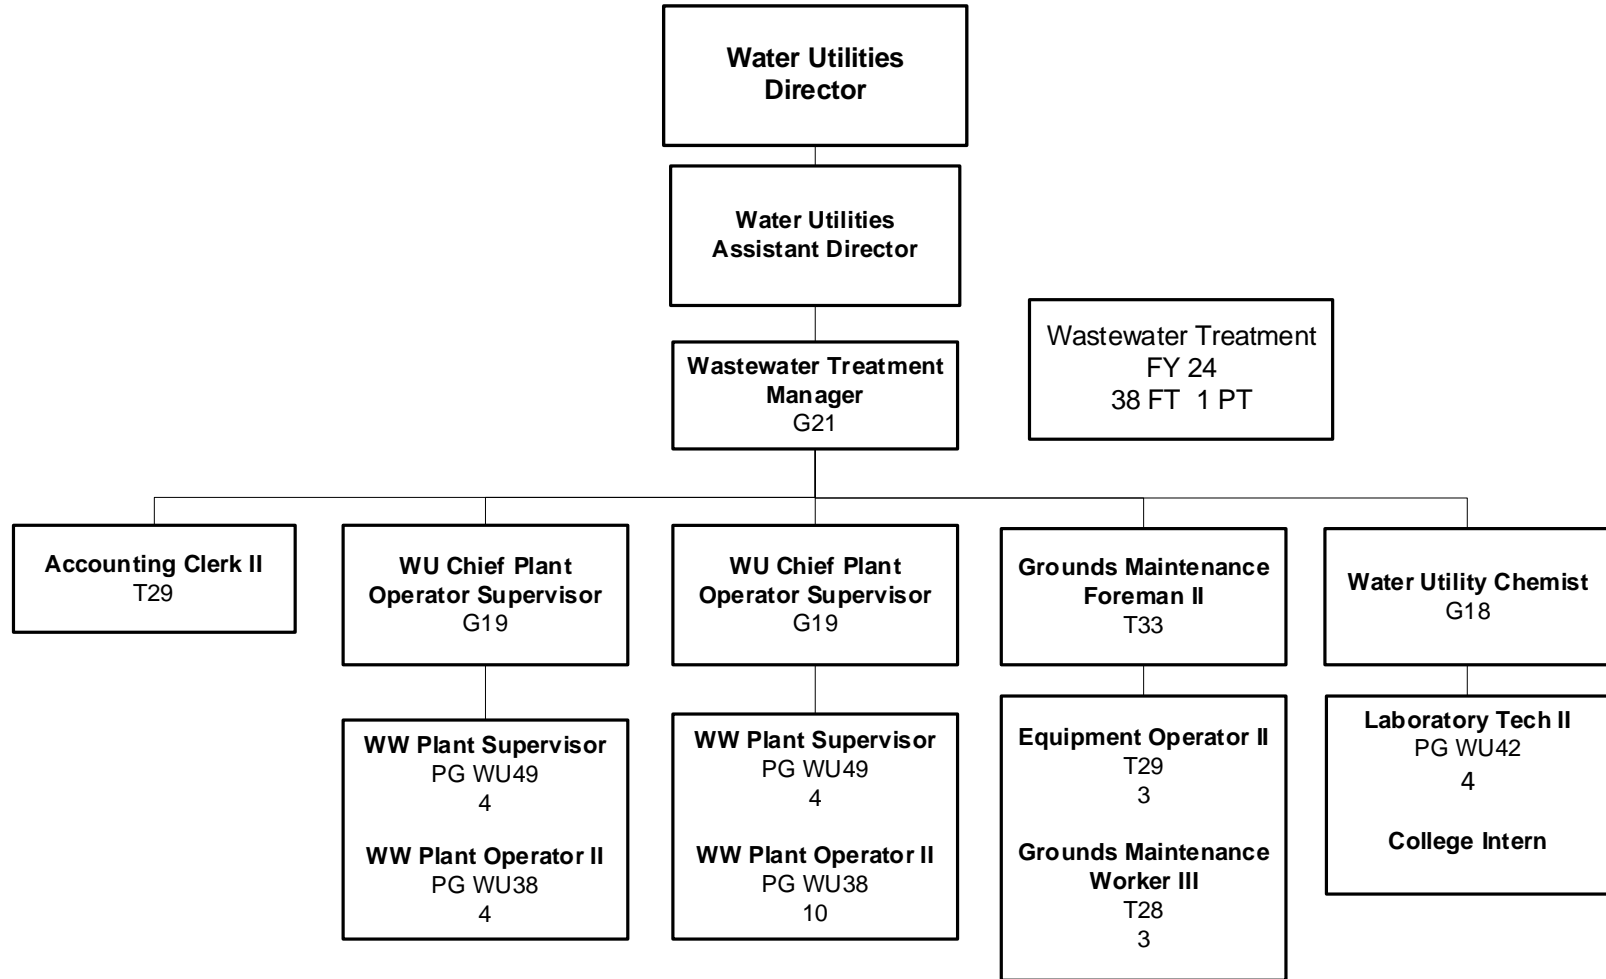 Water Utilities
Director
Water Utilities
Assistant Director
Wastewater Treatment
Manager
G21
Wastewater Treatment
FY 24
38 FT  1 PT
Accounting Clerk II
T29
WU Chief Plant
Operator Supervisor
G19
WU Chief Plant
Operator Supervisor
G19
Grounds Maintenance
Foreman II
T33
Water Utility Chemist
G18
WW Plant Supervisor
PG WU49
4
WW Plant Operator II
PG WU38
4
WW Plant Supervisor
PG WU49
4
WW Plant Operator II
PG WU38
10
Equipment Operator II
T29
3
Grounds Maintenance
Worker III
T28
3
Laboratory Tech II
PG WU42
4
College Intern